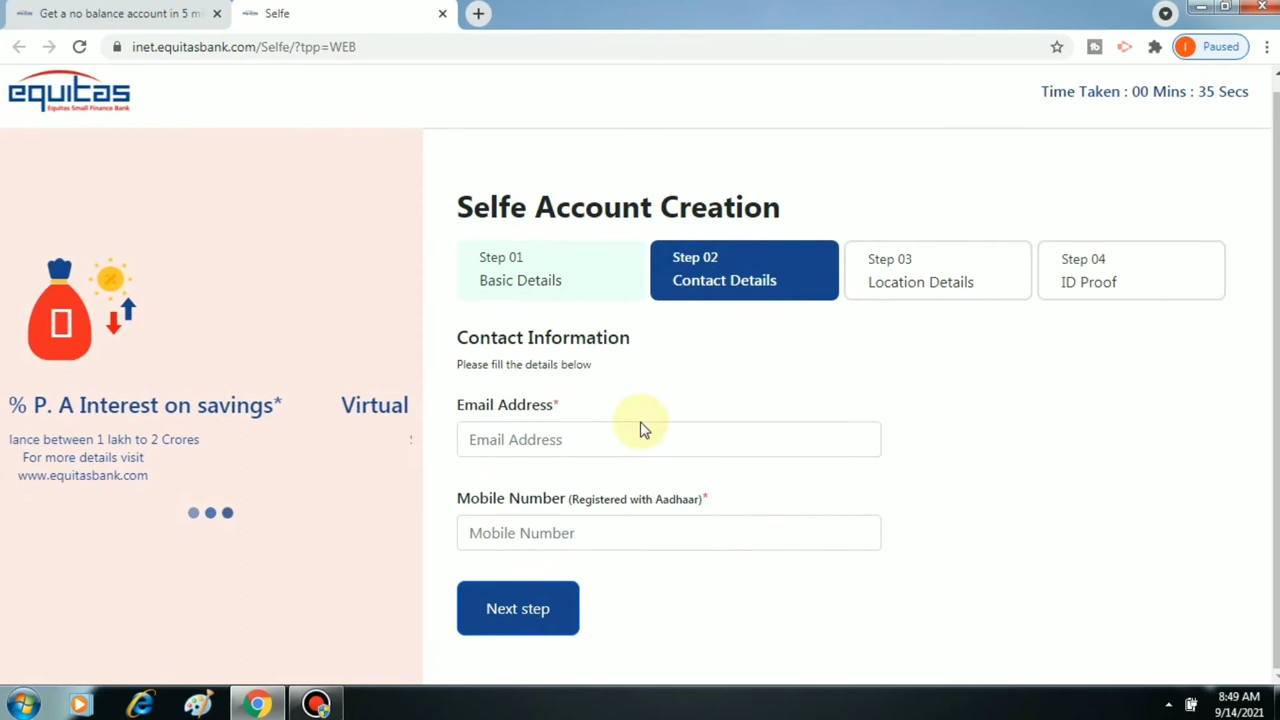 Get a no balance account in 5 mi
Selfe
inet.equitasbank.com/Selfe/?tpp=WEB
I
Paused
equitas
Equitas Small Finance Bank
Time Taken : 00 Mins : 35 Secs
Selfe Account Creation
Step 01
Basic Details
Step 02
Contact Details
Step 03
Location Details
Step 04
ID Proof
Contact Information
Please fill the details below
Email Address*
Email Address
Mobile Number (Registered with Aadhaar)*
Mobile Number
Next step
% P. A Interest on savings*
Virtual
lance between 1 lakh to 2 Crores
For more details visit
www.equitasbank.com
8:49 AM
9/14/2021